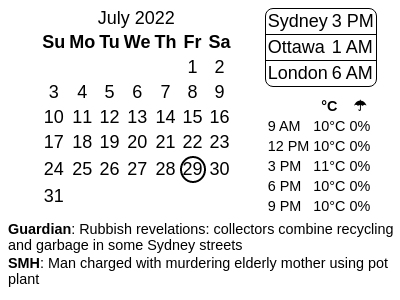 July 2022
Su Mo Tu We Th Fr Sa
1 2
3 4 5 6 7 8 9
10 11 12 13 14 15 16
17 18 19 20 21 22 23
24 25 26 27 28 29 30
31
Sydney 3 PM
Ottawa 1 AM
London 6 AM
°C ☂
9 AM 10°C 0%
12 PM 10°C 0%
3 PM 11°C 0%
6 PM 10°C 0%
9 PM 10°C 0%
Guardian: Rubbish revelations: collectors combine recycling
and garbage in some Sydney streets
SMH: Man charged with murdering elderly mother using pot
plant